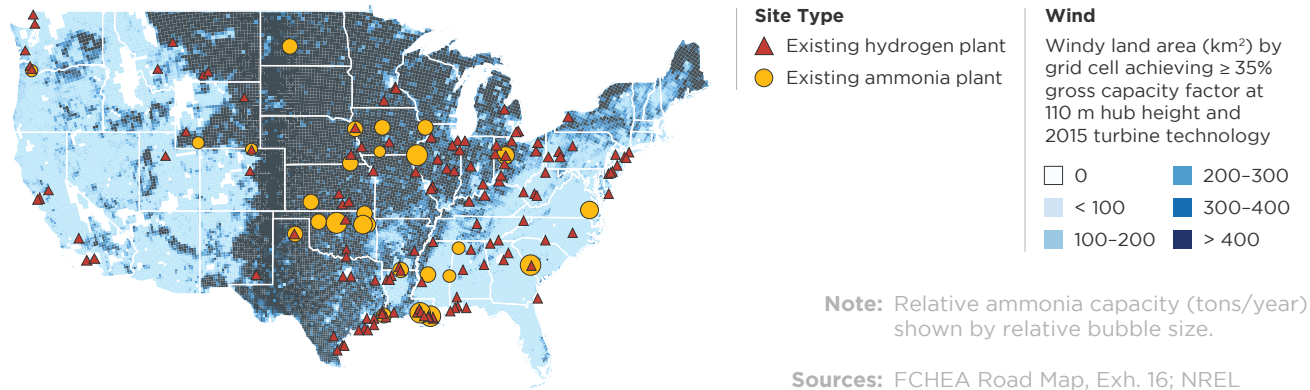 Site Type
Existing hydrogen plant
Existing ammonia plant
Wind
Windy land area (km²) by
grid cell achieving ≥ 35%
gross capacity factor at
110 m hub height and
2015 turbine technology
0
200–300
< 100
300–400
100–200
> 400
Note: Relative ammonia capacity (tons/year)
shown by relative bubble size.
Sources: FCHEA Road Map, Exh. 16; NREL